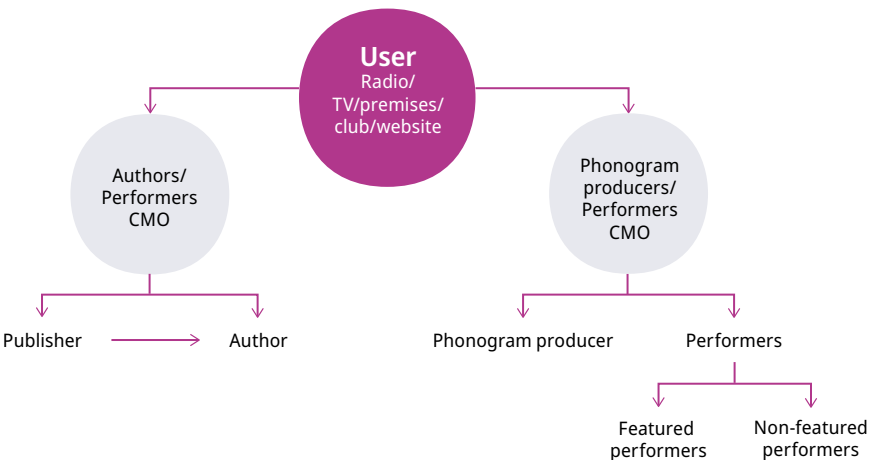 User
Radio/
TV/premises/
club/website
Authors/
Performers
CMO
Phonogram
producers/
Performers
CMO
Publisher
Author
Phonogram producer
Performers
Featured
performers
Non-featured
performers